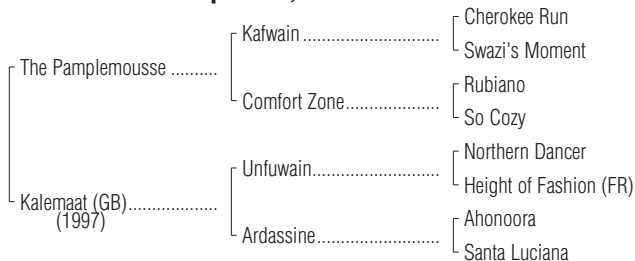 Cherokee Run
Kafwain
Swazi's Moment
The Pamplemousse
Rubiano
Comfort Zone
So Cozy
Northern Dancer
Unfuwain
Height of Fashion (FR)
Kalemaat (GB)
(1997)
Ahonoora
Ardassine
Santa Luciana